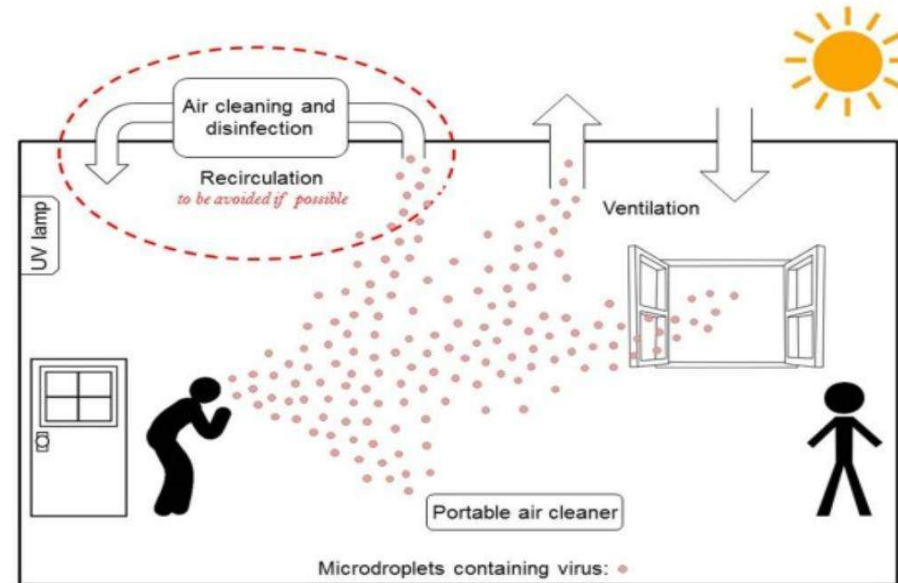 Air cleaning and
disinfection
Recirculation
to be avoided if possible
UV lamp
Ventilation
Portable air cleaner
Microdroplets containing virus: